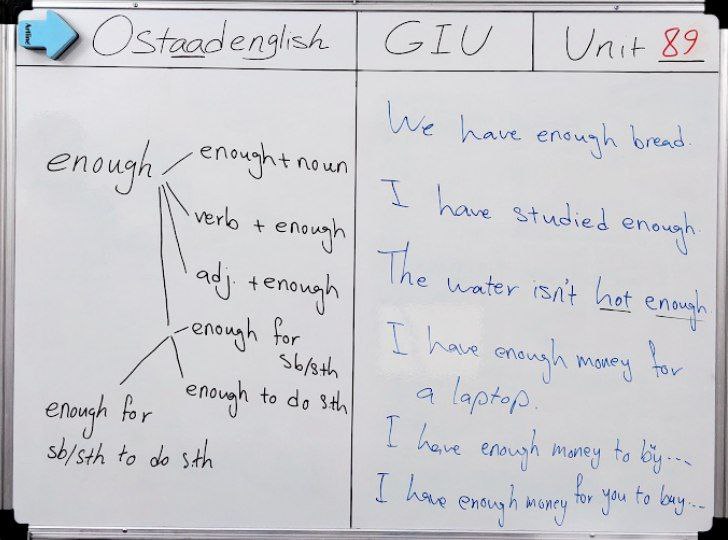 Artline
Ostaadenglish
GIU
Unit 89
enough
enough + noun
verb + enough
adj. + enough
enough for
sb/sth
enough to do sth
enough for
sb/sth to do s.th
We have enough bread.
I have studied enough.
The water isn't hot enough.
I have enough money for
a laptop.
I have enough money to buy...
I have enough money for you to buy...